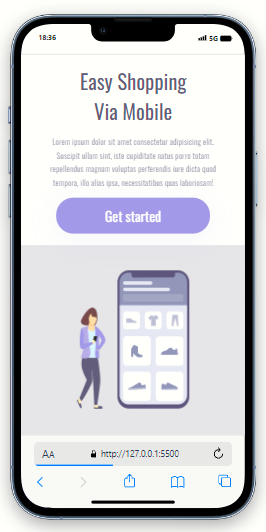 18:36
5G
Easy Shopping
Via Mobile
Lorem ipsum dolor sit amet consectetur adipisicing elit.
Suscipit ullam sint, iste cupiditate natus porro totam
repellendus magnam voluptas perferendis iure dicta quod
tempora, illo alias ipsa, necessitatibus quas laboriosam!
Get started
AA
http://127.0.0.1:5500